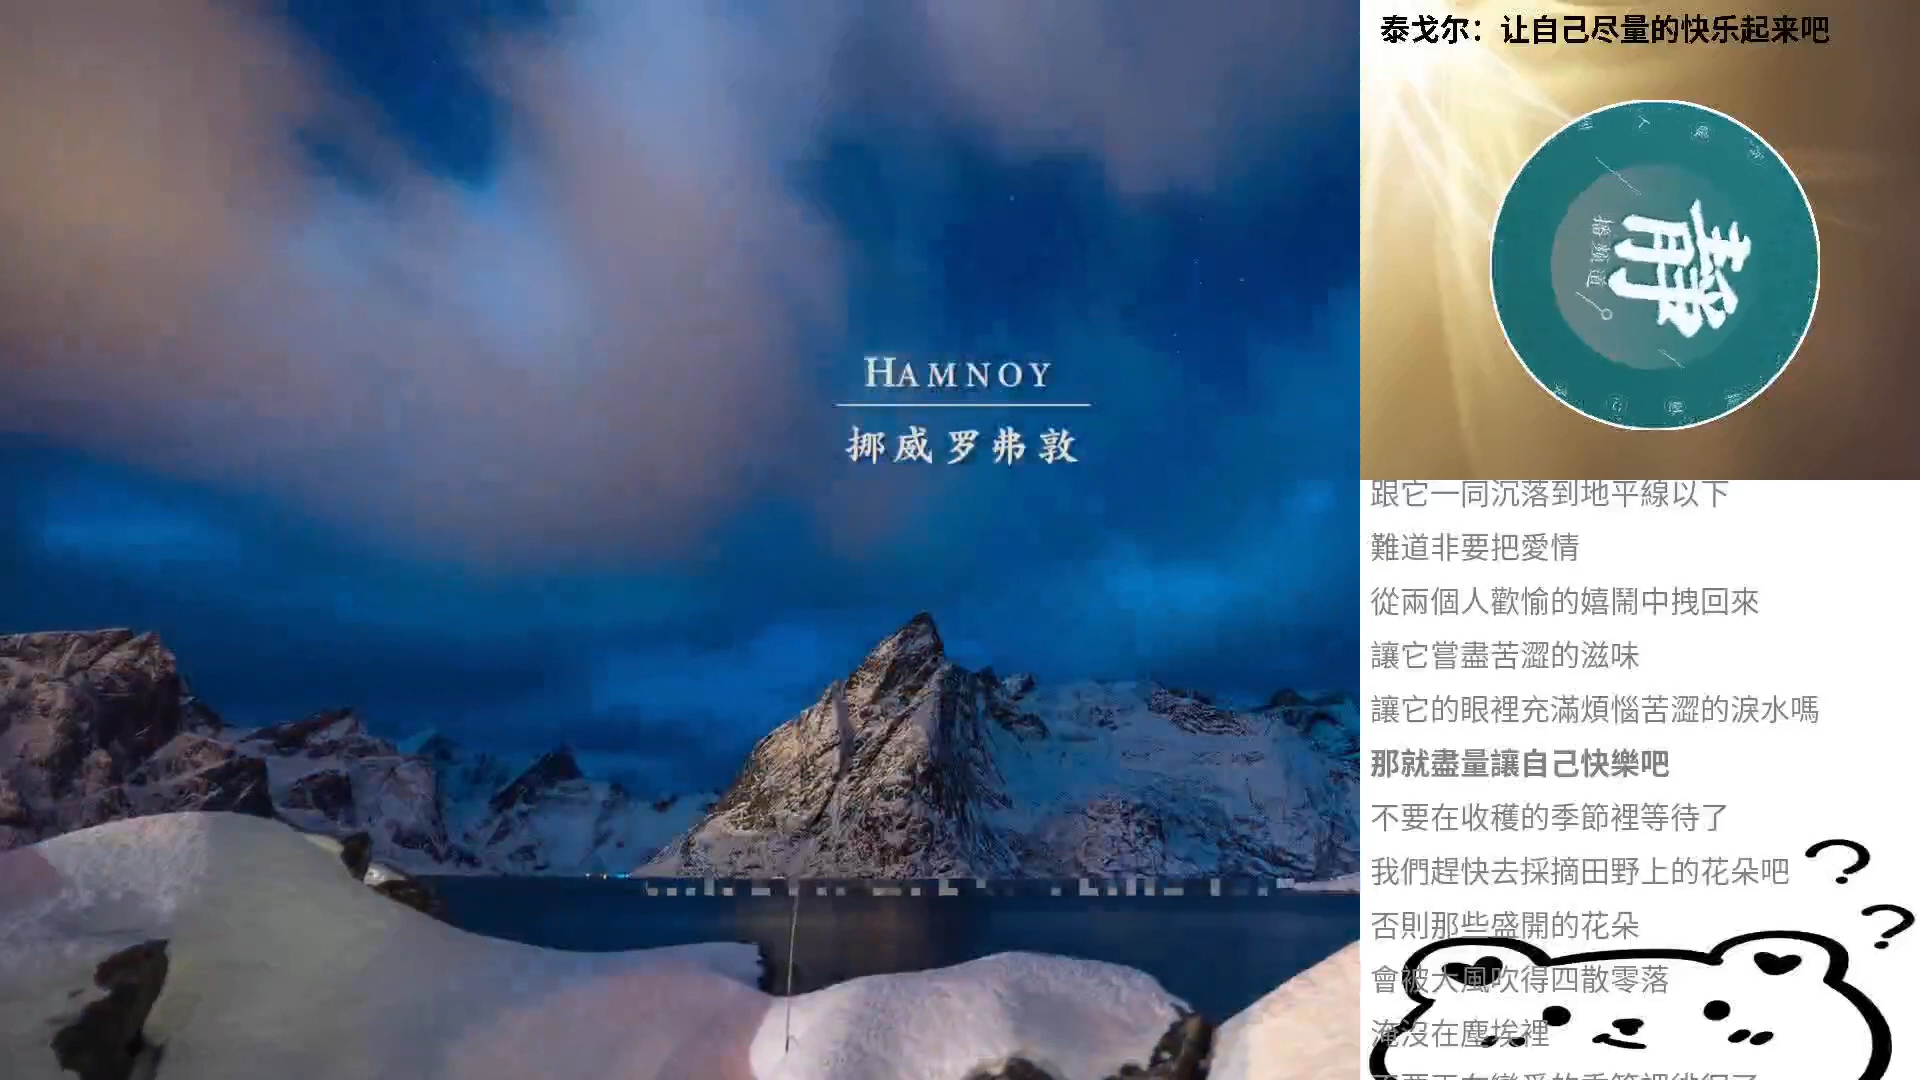 HAMNOY
挪威罗弗敦
泰戈尔：让自己尽量的快乐起来吧
静
播频道
跟它一同沉落到地平線以下
難道非要把愛情
從兩個人歡愉的嬉鬧中拽回來
讓它嘗盡苦澀的滋味
讓它的眼裡充滿煩惱苦澀的淚水嗎
那就盡量讓自己快樂吧
不要在收穫的季節裡等待了
我們趕快去採摘田野上的花朵吧
否則那些盛開的花朵
會被大風吹得四散零落
淹沒在塵埃裡
?
?